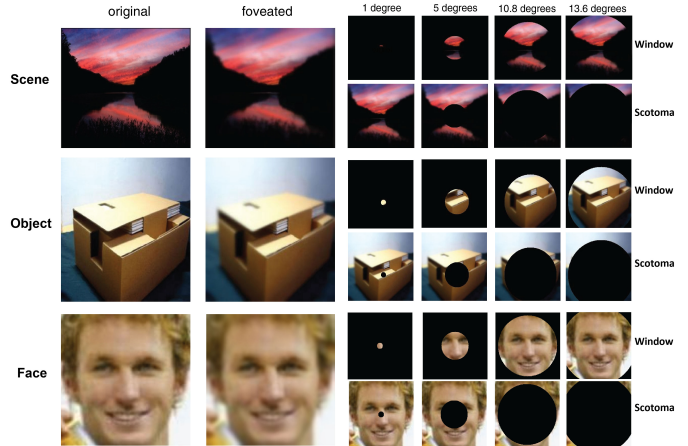 original foveated 1 degree 5 degrees 10.8 degrees 13.6 degrees
Scene
Window
Scotoma
Object
Window
Scotoma
Face
Window
Scotoma